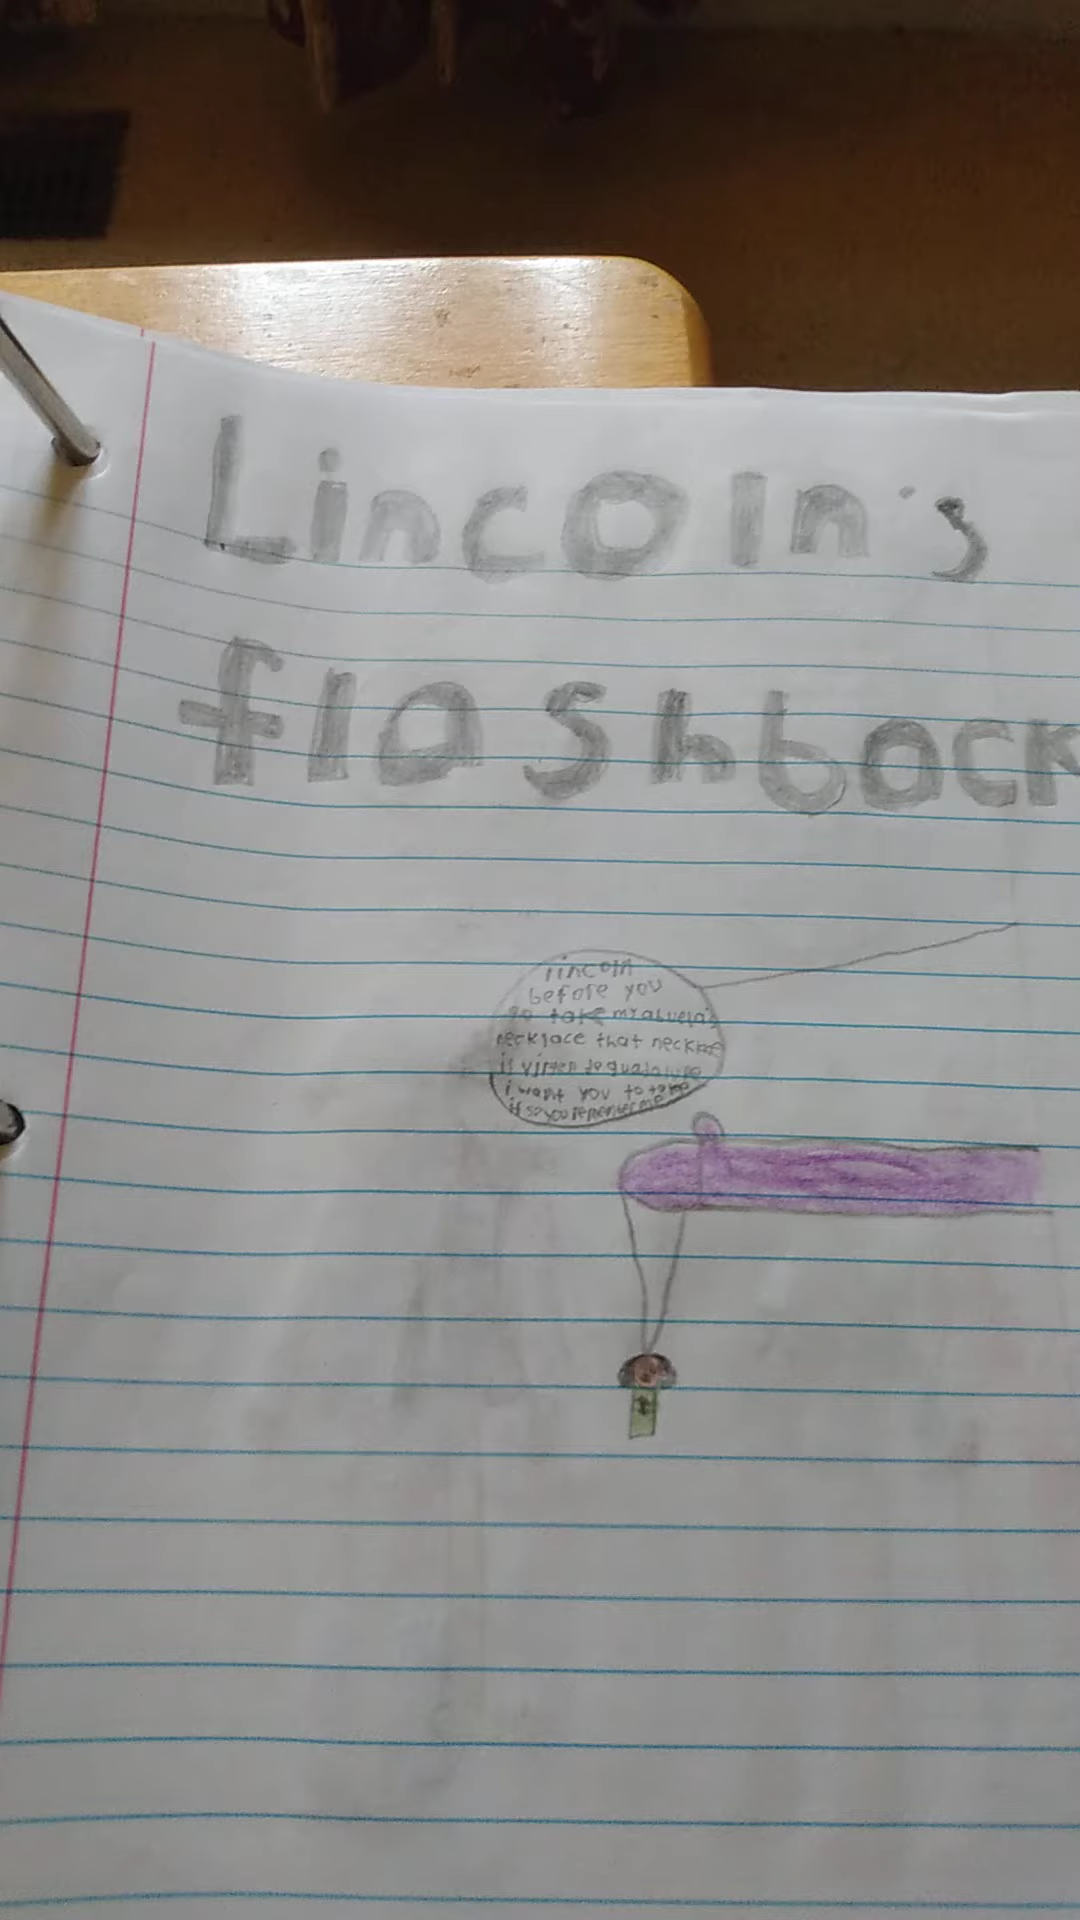 Lincoln's
flashback
lincoln
before you
go take my abuela's
necklace that neckace
is virgen de guadalupe
i want you to take
it so you remember me